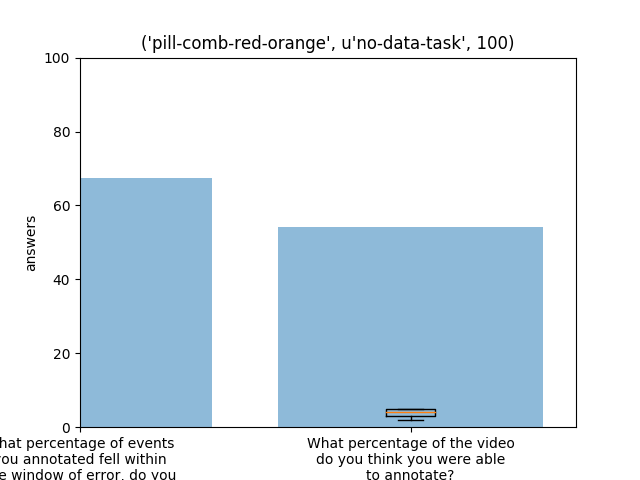 ('pill-comb-red-orange', u'no-data-task', 100)
100
80
60
40
20
0
answers
percentage of events
annotated fell within
window of error, do you
What percentage of the video
do you think you were able
to annotate?